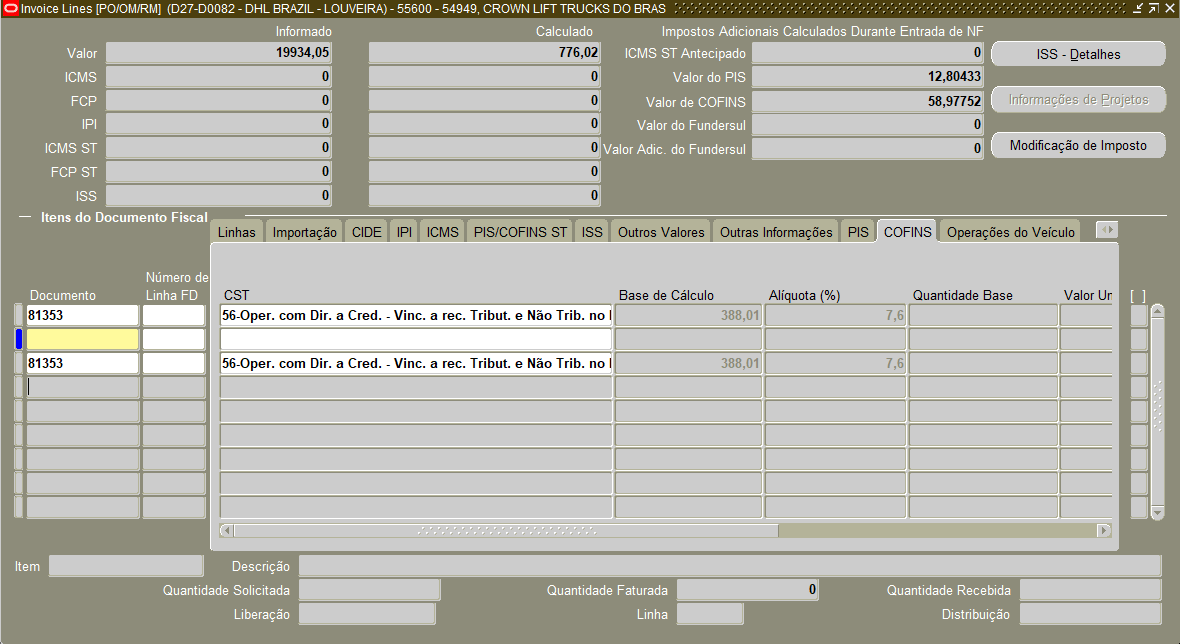 Invoice Lines [PO/OM/RM] (D27-D0082 - DHL BRAZIL - LOUVEIRA) - 55600 - 54949, CROWN LIFT TRUCKS DO BRAS
Informado Calculado Impostos Adicionais Calculados Durante Entrada de NF
Valor 19934,05 776,02 ICMS ST Antecipado 0 ISS - Detalhes
ICMS 0 0 Valor do PIS 12,80433
FCP 0 0 Valor de COFINS 58,97752 Informações de Projetos
IPI 0 0 Valor do Fundersul 0
ICMS ST 0 0 Valor Adic. do Fundersul 0 Modificação de Imposto
FCP ST 0 0
ISS 0 0
Itens do Documento Fiscal
Linhas Importação CIDE IPI ICMS PIS/COFINS ST ISS Outros Valores Outras Informações PIS COFINS Operações do Veículo
Número de
Documento Linha FD CST Base de Cálculo Alíquota (%) Quantidade Base Valor Un [ ]
81353 56-Oper. com Dir. a Cred. - Vinc. a rec. Tribut. e Não Trib. no 388,01 7,6
81353 56-Oper. com Dir. a Cred. - Vinc. a rec. Tribut. e Não Trib. no 388,01 7,6
Item Descrição
Quantidade Solicitada Quantidade Faturada 0 Quantidade Recebida
Liberação Linha Distribuição